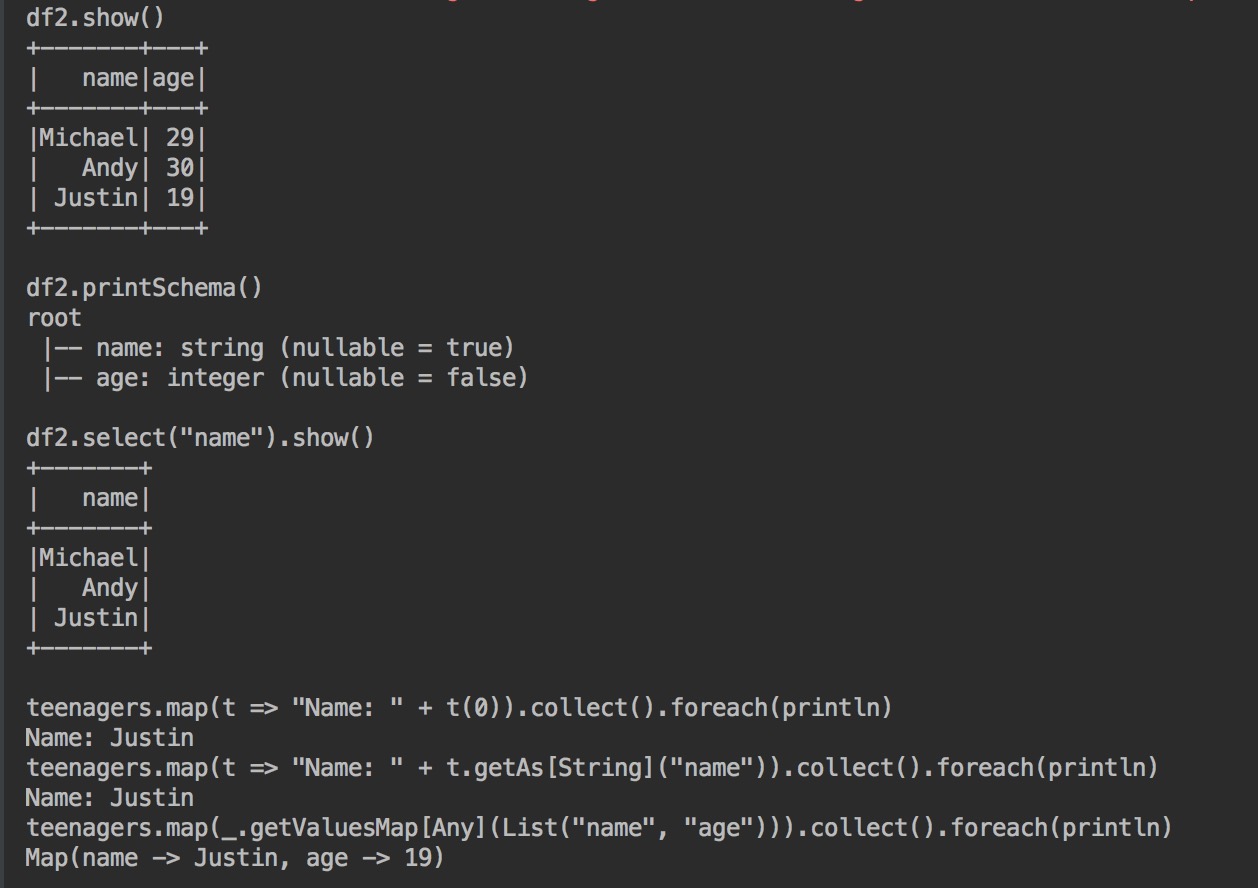 df2.show()
+-------+---+
|   name|age|
+-------+---+
|Michael| 29|
|   Andy| 30|
| Justin| 19|
+-------+---+
df2.printSchema()
root
 |-- name: string (nullable = true)
 |-- age: integer (nullable = false)
df2.select("name").show()
+-------+
|   name|
+-------+
|Michael|
|   Andy|
| Justin|
+-------+
teenagers.map(t => "Name: " + t(0)).collect().foreach(println)
Name: Justin
teenagers.map(t => "Name: " + t.getAs[String]("name")).collect().foreach(println)
Name: Justin
teenagers.map(_.getValuesMap[Any](List("name", "age"))).collect().foreach(println)
Map(name -> Justin, age -> 19)